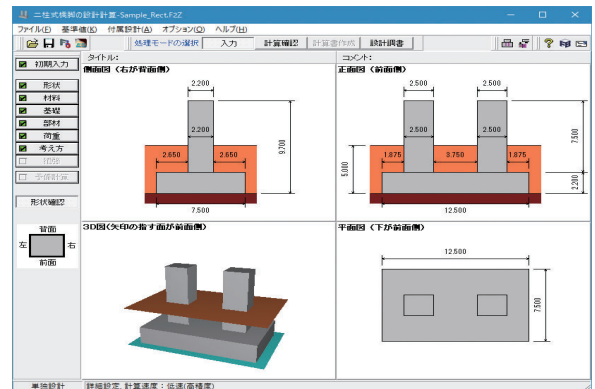 二柱式橋脚の設計計算-Sample_Rect.F2Z
ファイル(F) 基準値(K) 付属設計(A) オプション(O) ヘルプ(H)
処理モードの選択 入力 計算確認 計算書作成 設計調書
初期入力
形状
材料
基礎
部材
荷重
考え方
予備計算
形状確認
背面
左
右
前面
タイトル:
コメント:
側面図(右が背面側)
2.200
2.200
2.650
2.650
9.700
7.500
正面図(前面側)
2.500
2.500
2.500
2.500
1.875
3.750
1.875
5.000
7.500
2.200
12.500
3D図(矢印の指す面が前面側)
平面図(下が前面側)
12.500
7.500
単独設計
詳細設定, 計算速度:低速(高精度)